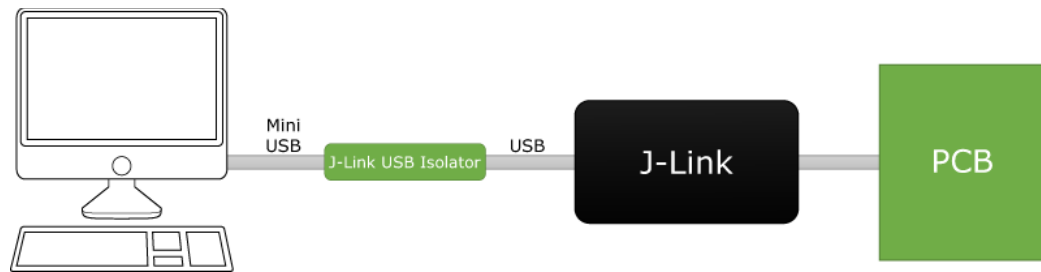 Mini
USB
J-Link USB Isolator
USB
J-Link
PCB